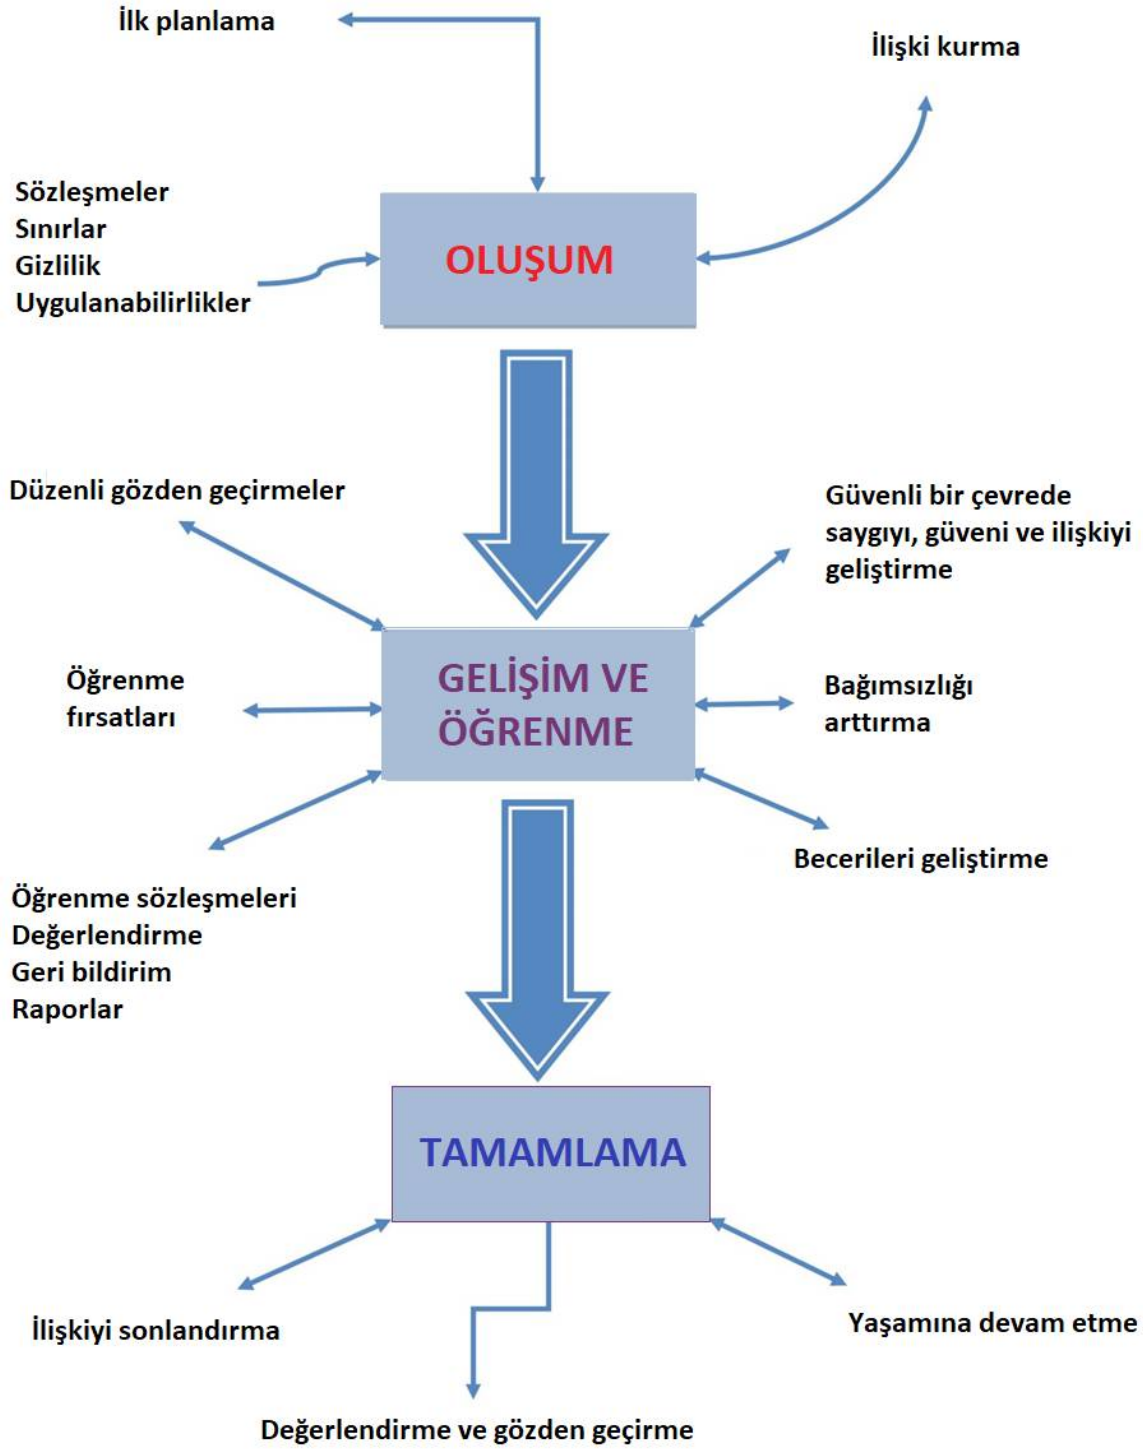 İlk planlama
İlişki kurma
Sözleşmeler
Sınırlar
Gizlilik
Uygulanabilirlikler
OLUŞUM
Düzenli gözden geçirmeler
Güvenli bir çevrede
saygıyı, güveni ve ilişkiyi
geliştirme
Öğrenme
fırsatları
GELİŞİM VE
ÖĞRENME
Bağımsızlığı
arttırma
Becerileri geliştirme
Öğrenme sözleşmeleri
Değerlendirme
Geri bildirim
Raporlar
TAMAMLAMA
İlişkiyi sonlandırma
Yaşamına devam etme
Değerlendirme ve gözden geçirme